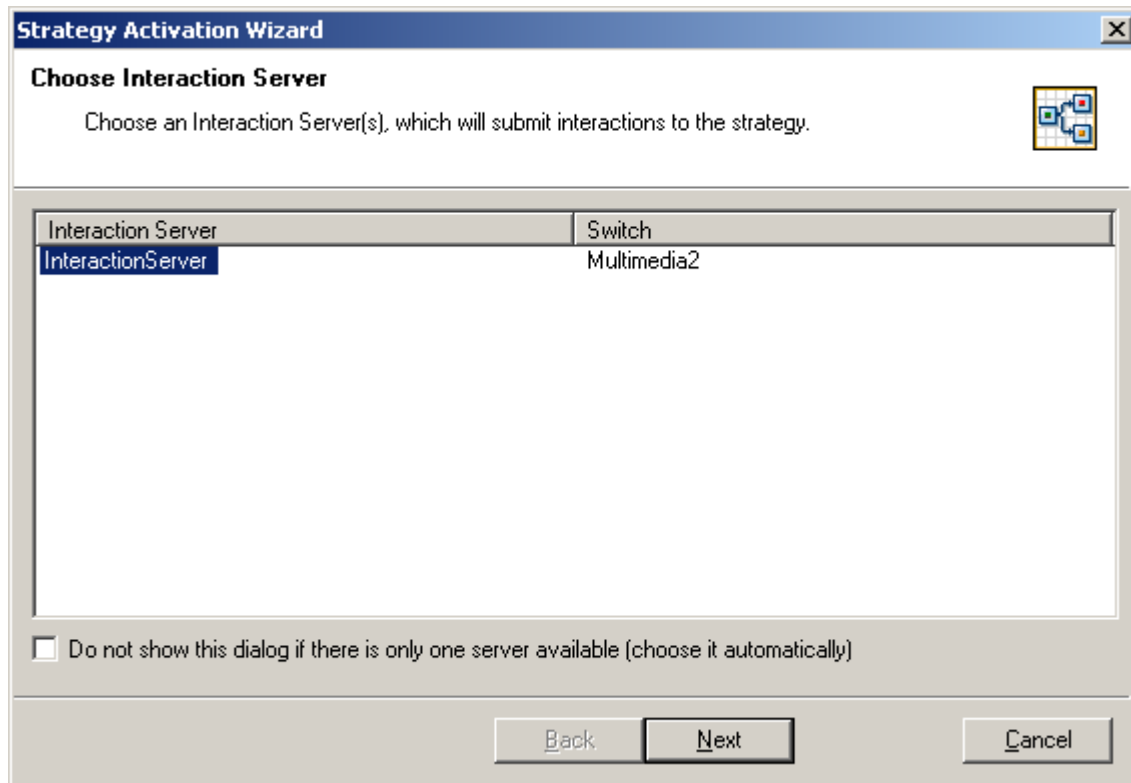 Strategy Activation Wizard
Choose Interaction Server
Choose an Interaction Server(s), which will submit interactions to the strategy.
Interaction Server Switch
InteractionServer Multimedia2
Do not show this dialog if there is only one server available (choose it automatically)
Back Next Cancel